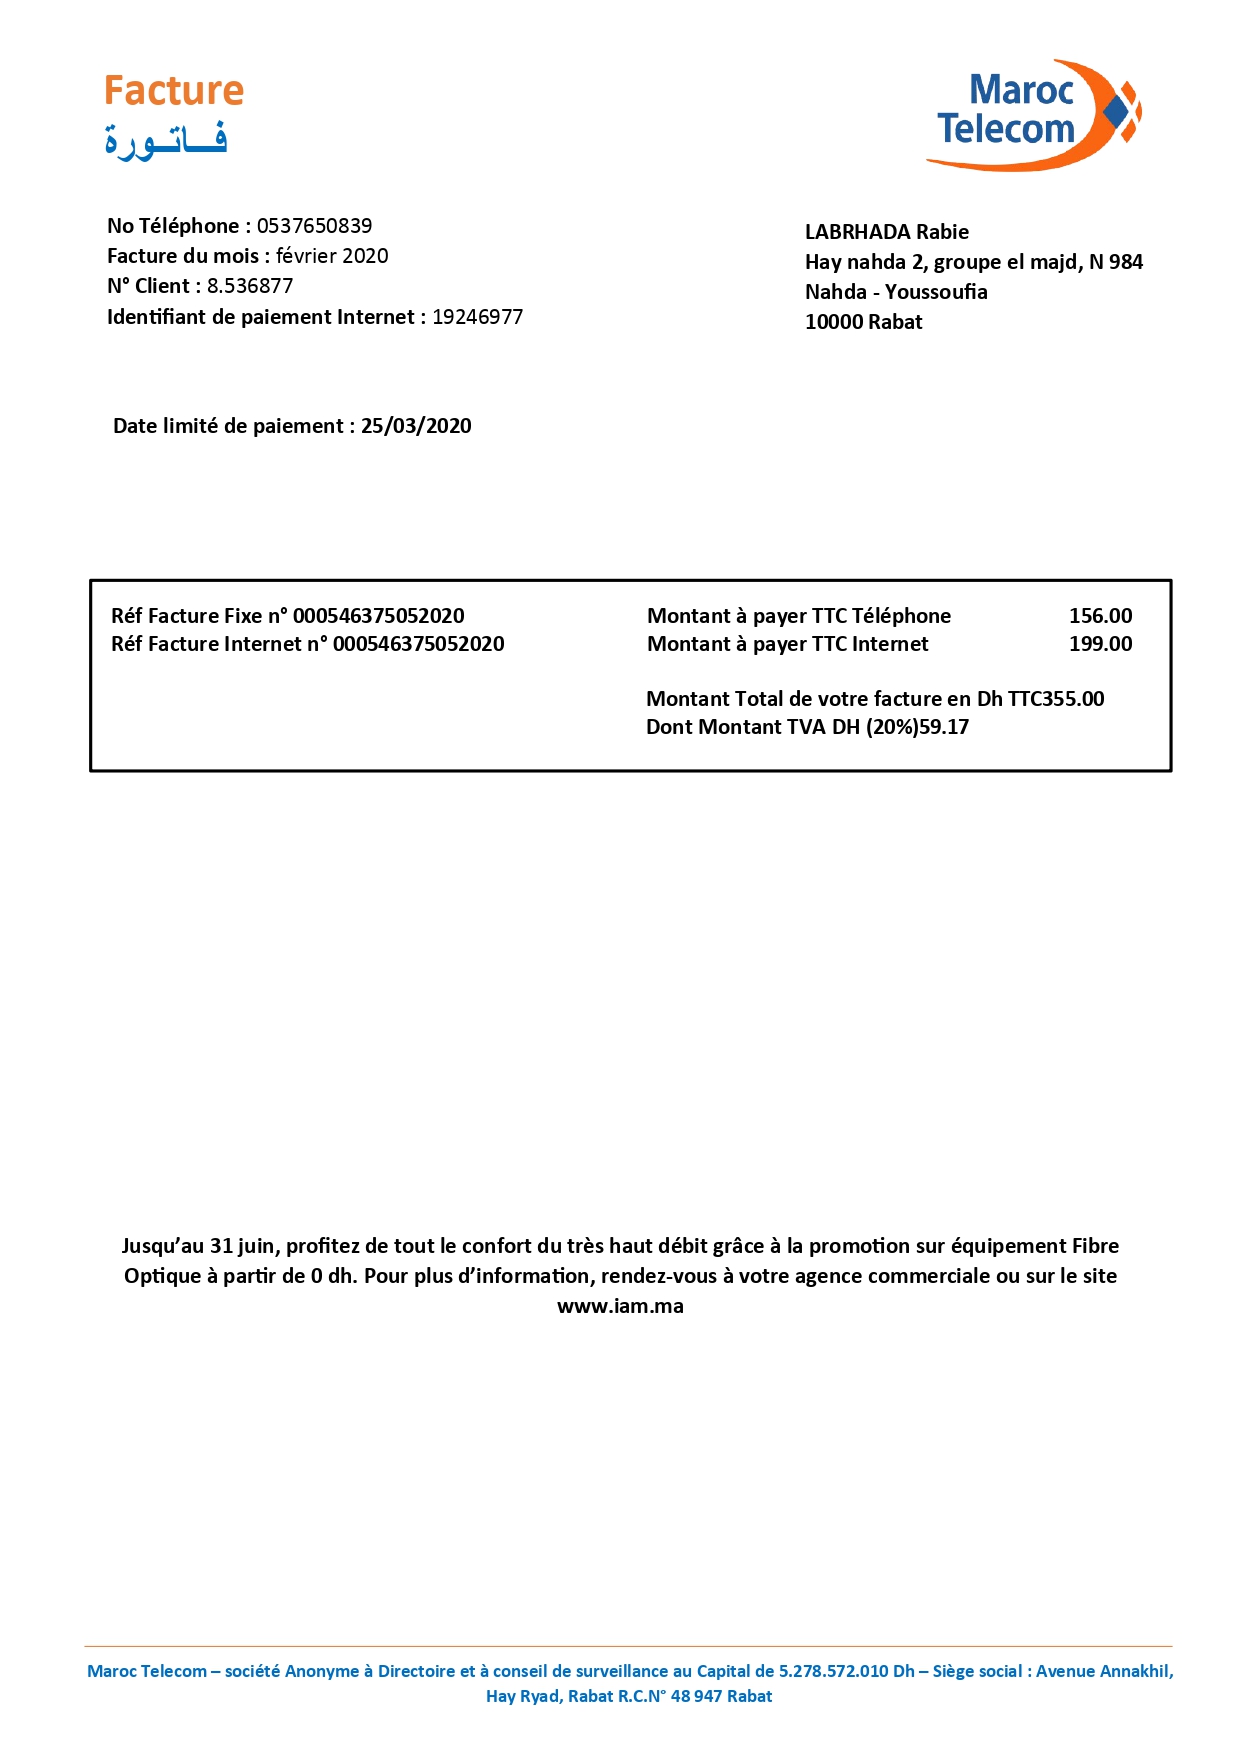 Facture
فـــاتــورة
Maroc
Telecom
No Téléphone : 0537650839
Facture du mois : février 2020
N° Client : 8.536877
Identifiant de paiement Internet : 19246977
LABRHADA Rabie
Hay nahda 2, groupe el majd, N 984
Nahda - Youssoufia
10000 Rabat
Date limité de paiement : 25/03/2020
Réf Facture Fixe n° 000546375052020
Réf Facture Internet n° 000546375052020
Montant à payer TTC Téléphone 156.00
Montant à payer TTC Internet 199.00
Montant Total de votre facture en Dh TTC355.00
Dont Montant TVA DH (20%)59.17
Jusqu’au 31 juin, profitez de tout le confort du très haut débit grâce à la promotion sur équipement Fibre
Optique à partir de 0 dh. Pour plus d’information, rendez-vous à votre agence commerciale ou sur le site
www.iam.ma
Maroc Telecom – société Anonyme à Directoire et à conseil de surveillance au Capital de 5.278.572.010 Dh – Siège social : Avenue Annakhil,
Hay Ryad, Rabat R.C.N° 48 947 Rabat